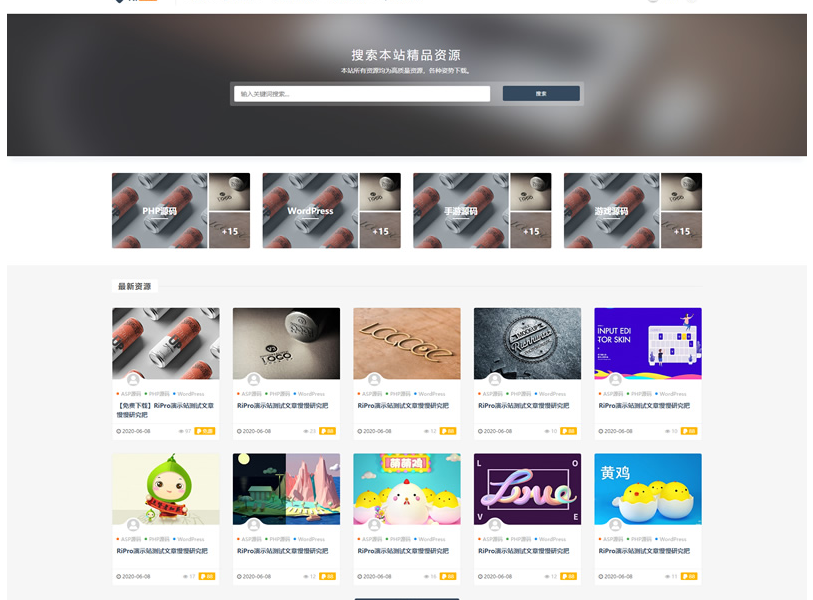 搜索本站精品资源
本站所有资源均为高质量资源，各种姿势下载。
输入关键词搜索...
搜索
PHP源码
+15
WordPress
+15
手游源码
+15
游戏源码
+15
最新资源
INPUT EDI
TOR SKIN
ASP源码 PHP源码 WordPress
【免费下载】RiPro演示站测试文章
慢慢研究吧
2020-06-08 97 免费
ASP源码 PHP源码 WordPress
RiPro演示站测试文章慢慢研究吧
2020-06-08 23
ASP源码 PHP源码 WordPress
RiPro演示站测试文章慢慢研究吧
2020-06-08 12
ASP源码 PHP源码 WordPress
RiPro演示站测试文章慢慢研究吧
2020-06-08 10
ASP源码 PHP源码 WordPress
RiPro演示站测试文章慢慢研究吧
2020-06-08 10
萌萌鸡
L O
Love
V E
黄鸡
ASP源码 PHP源码 WordPress
RiPro演示站测试文章慢慢研究吧
2020-06-08 17
ASP源码 PHP源码 WordPress
RiPro演示站测试文章慢慢研究吧
2020-06-08 12
ASP源码 PHP源码 WordPress
RiPro演示站测试文章慢慢研究吧
2020-06-08 16
ASP源码 PHP源码 WordPress
RiPro演示站测试文章慢慢研究吧
2020-06-08 12
ASP源码 PHP源码 WordPress
RiPro演示站测试文章慢慢研究吧
2020-06-08 11